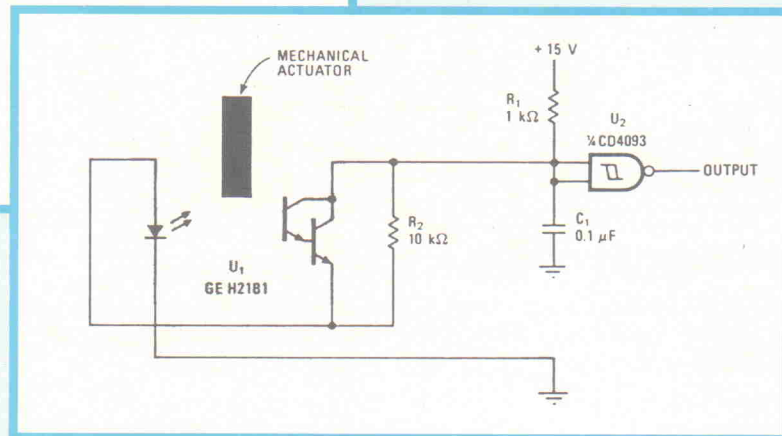 MECHANICAL
ACTUATOR
+ 15 V
R1
1 kΩ
U2
¼ CD4093
OUTPUT
R2
10 kΩ
C1
0.1 µF
U1
GE H21B1